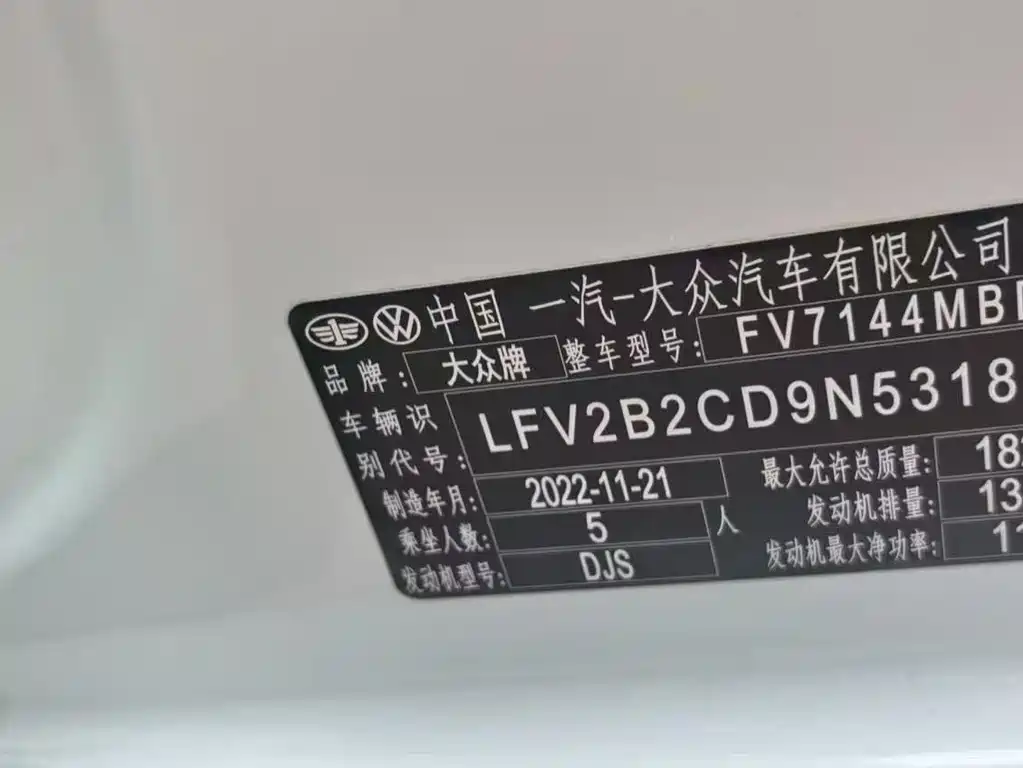 中国 一汽-大众汽车有限公司
品牌: 大众牌 整车型号: FV7144MB
车辆识别代号: LFV2B2CD9N5318
制造年月: 2022-11-21 最大允许总质量: 18
乘坐人数: 5 人 发动机排量: 13
发动机型号: DJS 发动机最大净功率: 11